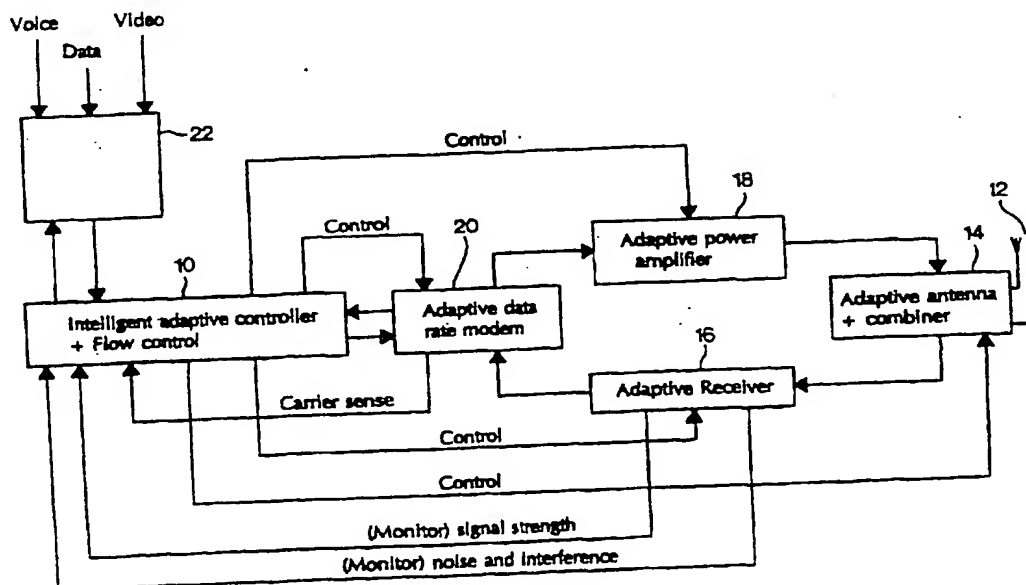 Voice
Video
Data
22
Control
18
12
Control
20
Adaptive power
amplifier
14
10
Adaptive data
rate modem
Adaptive antenna
+ combiner
Intelligent adaptive controller
+ Flow control
16
Adaptive Receiver
Carrier sense
Control
Control
(Monitor) signal strength
(Monitor) noise and interference